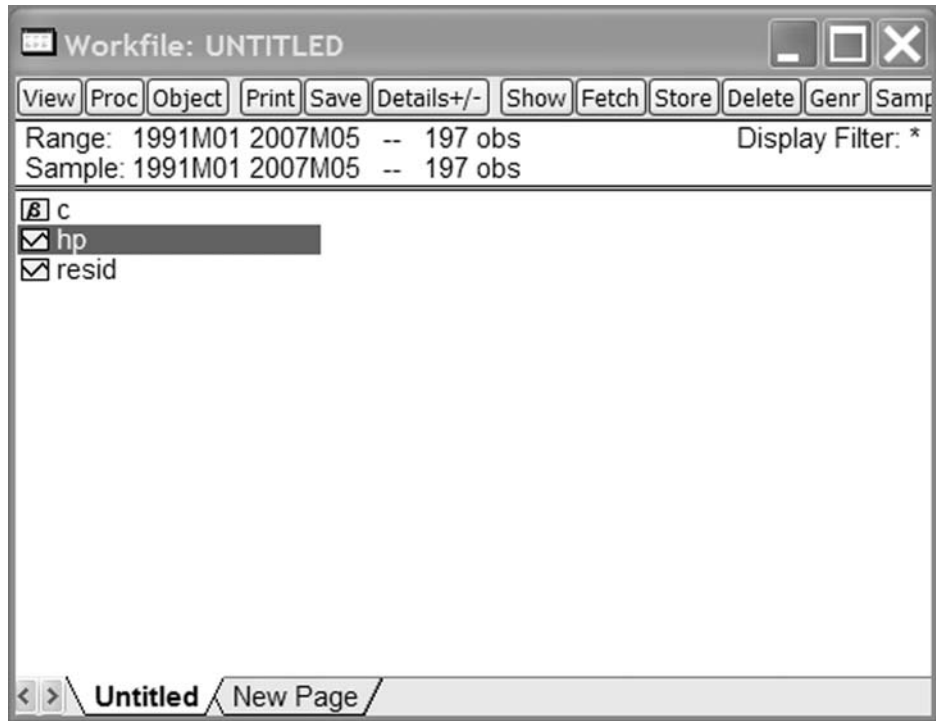 Workfile: UNTITLED
View Proc Object Print Save Details+/- Show Fetch Store Delete Genr Samp
Range: 1991M01 2007M05 -- 197 obs Display Filter: *
Sample: 1991M01 2007M05 -- 197 obs
β c
hp
resid
< > Untitled New Page